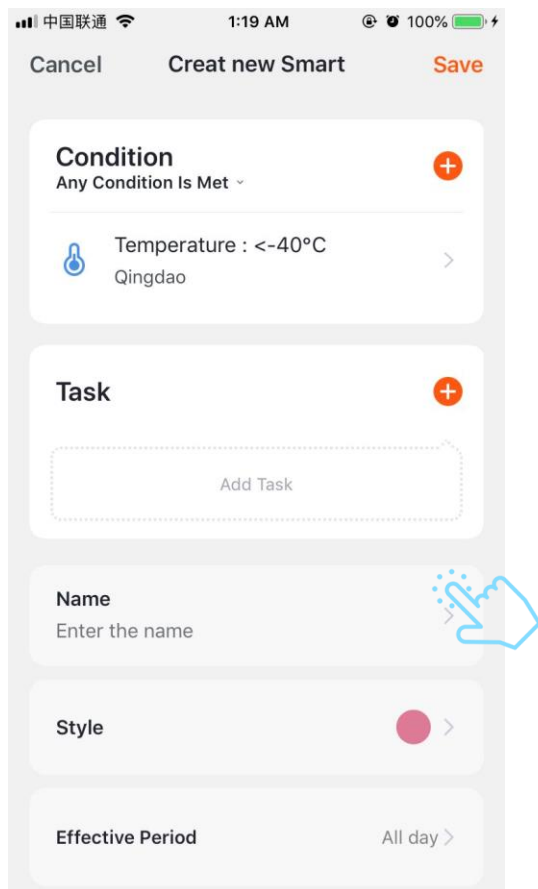 中国联通 1:19 AM 100%
Cancel Creat new Smart Save
Condition
Any Condition Is Met
Temperature : <-40°C
Qingdao
Task
Add Task
Name
Enter the name
Style
Effective Period All day